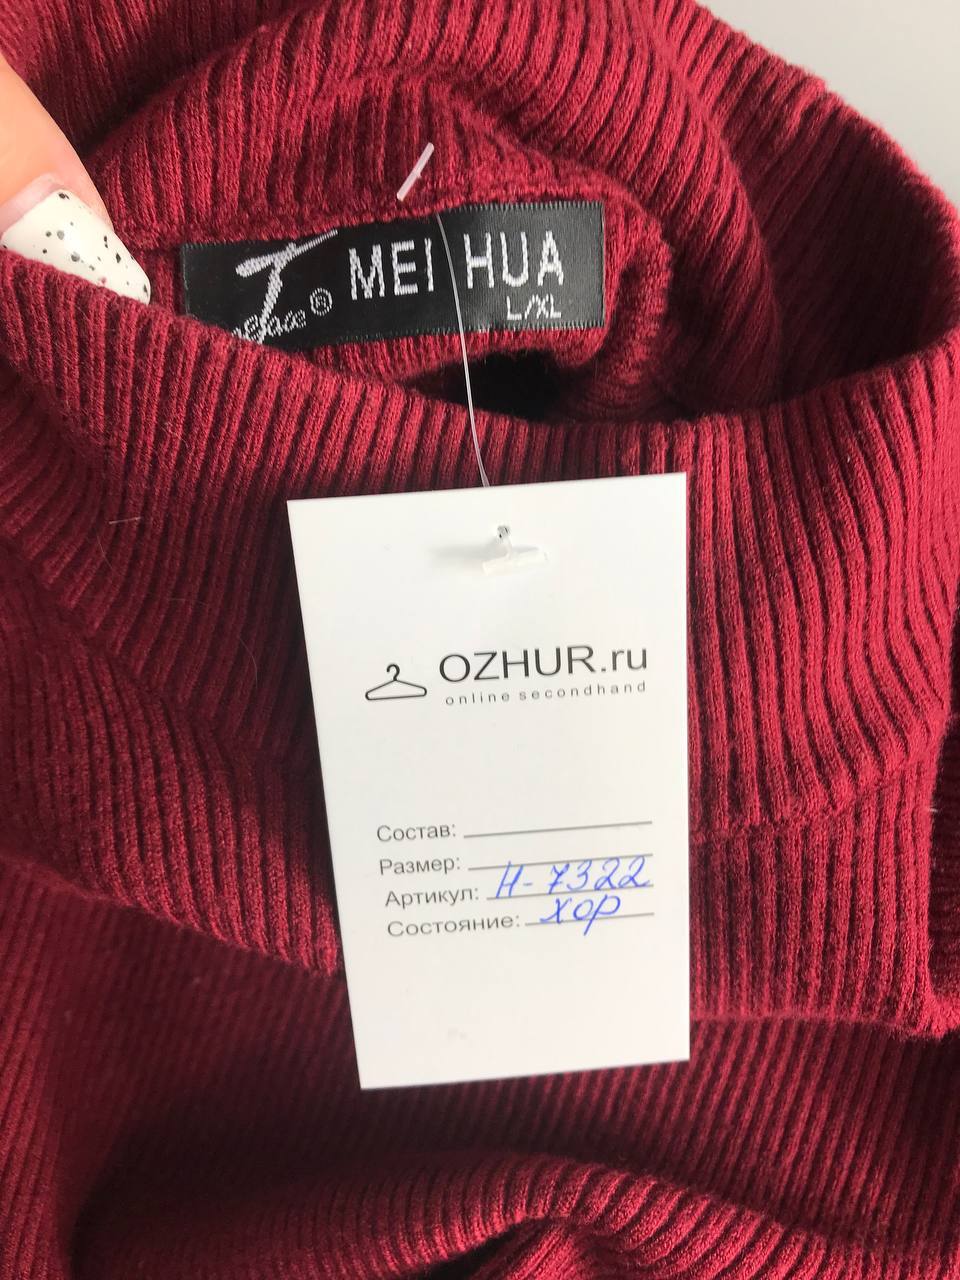 MEI HUA
L/XL
OZHUR.ru
online secondhand
Состав:
Размер:
Артикул: Н-7322
Состояние: хор